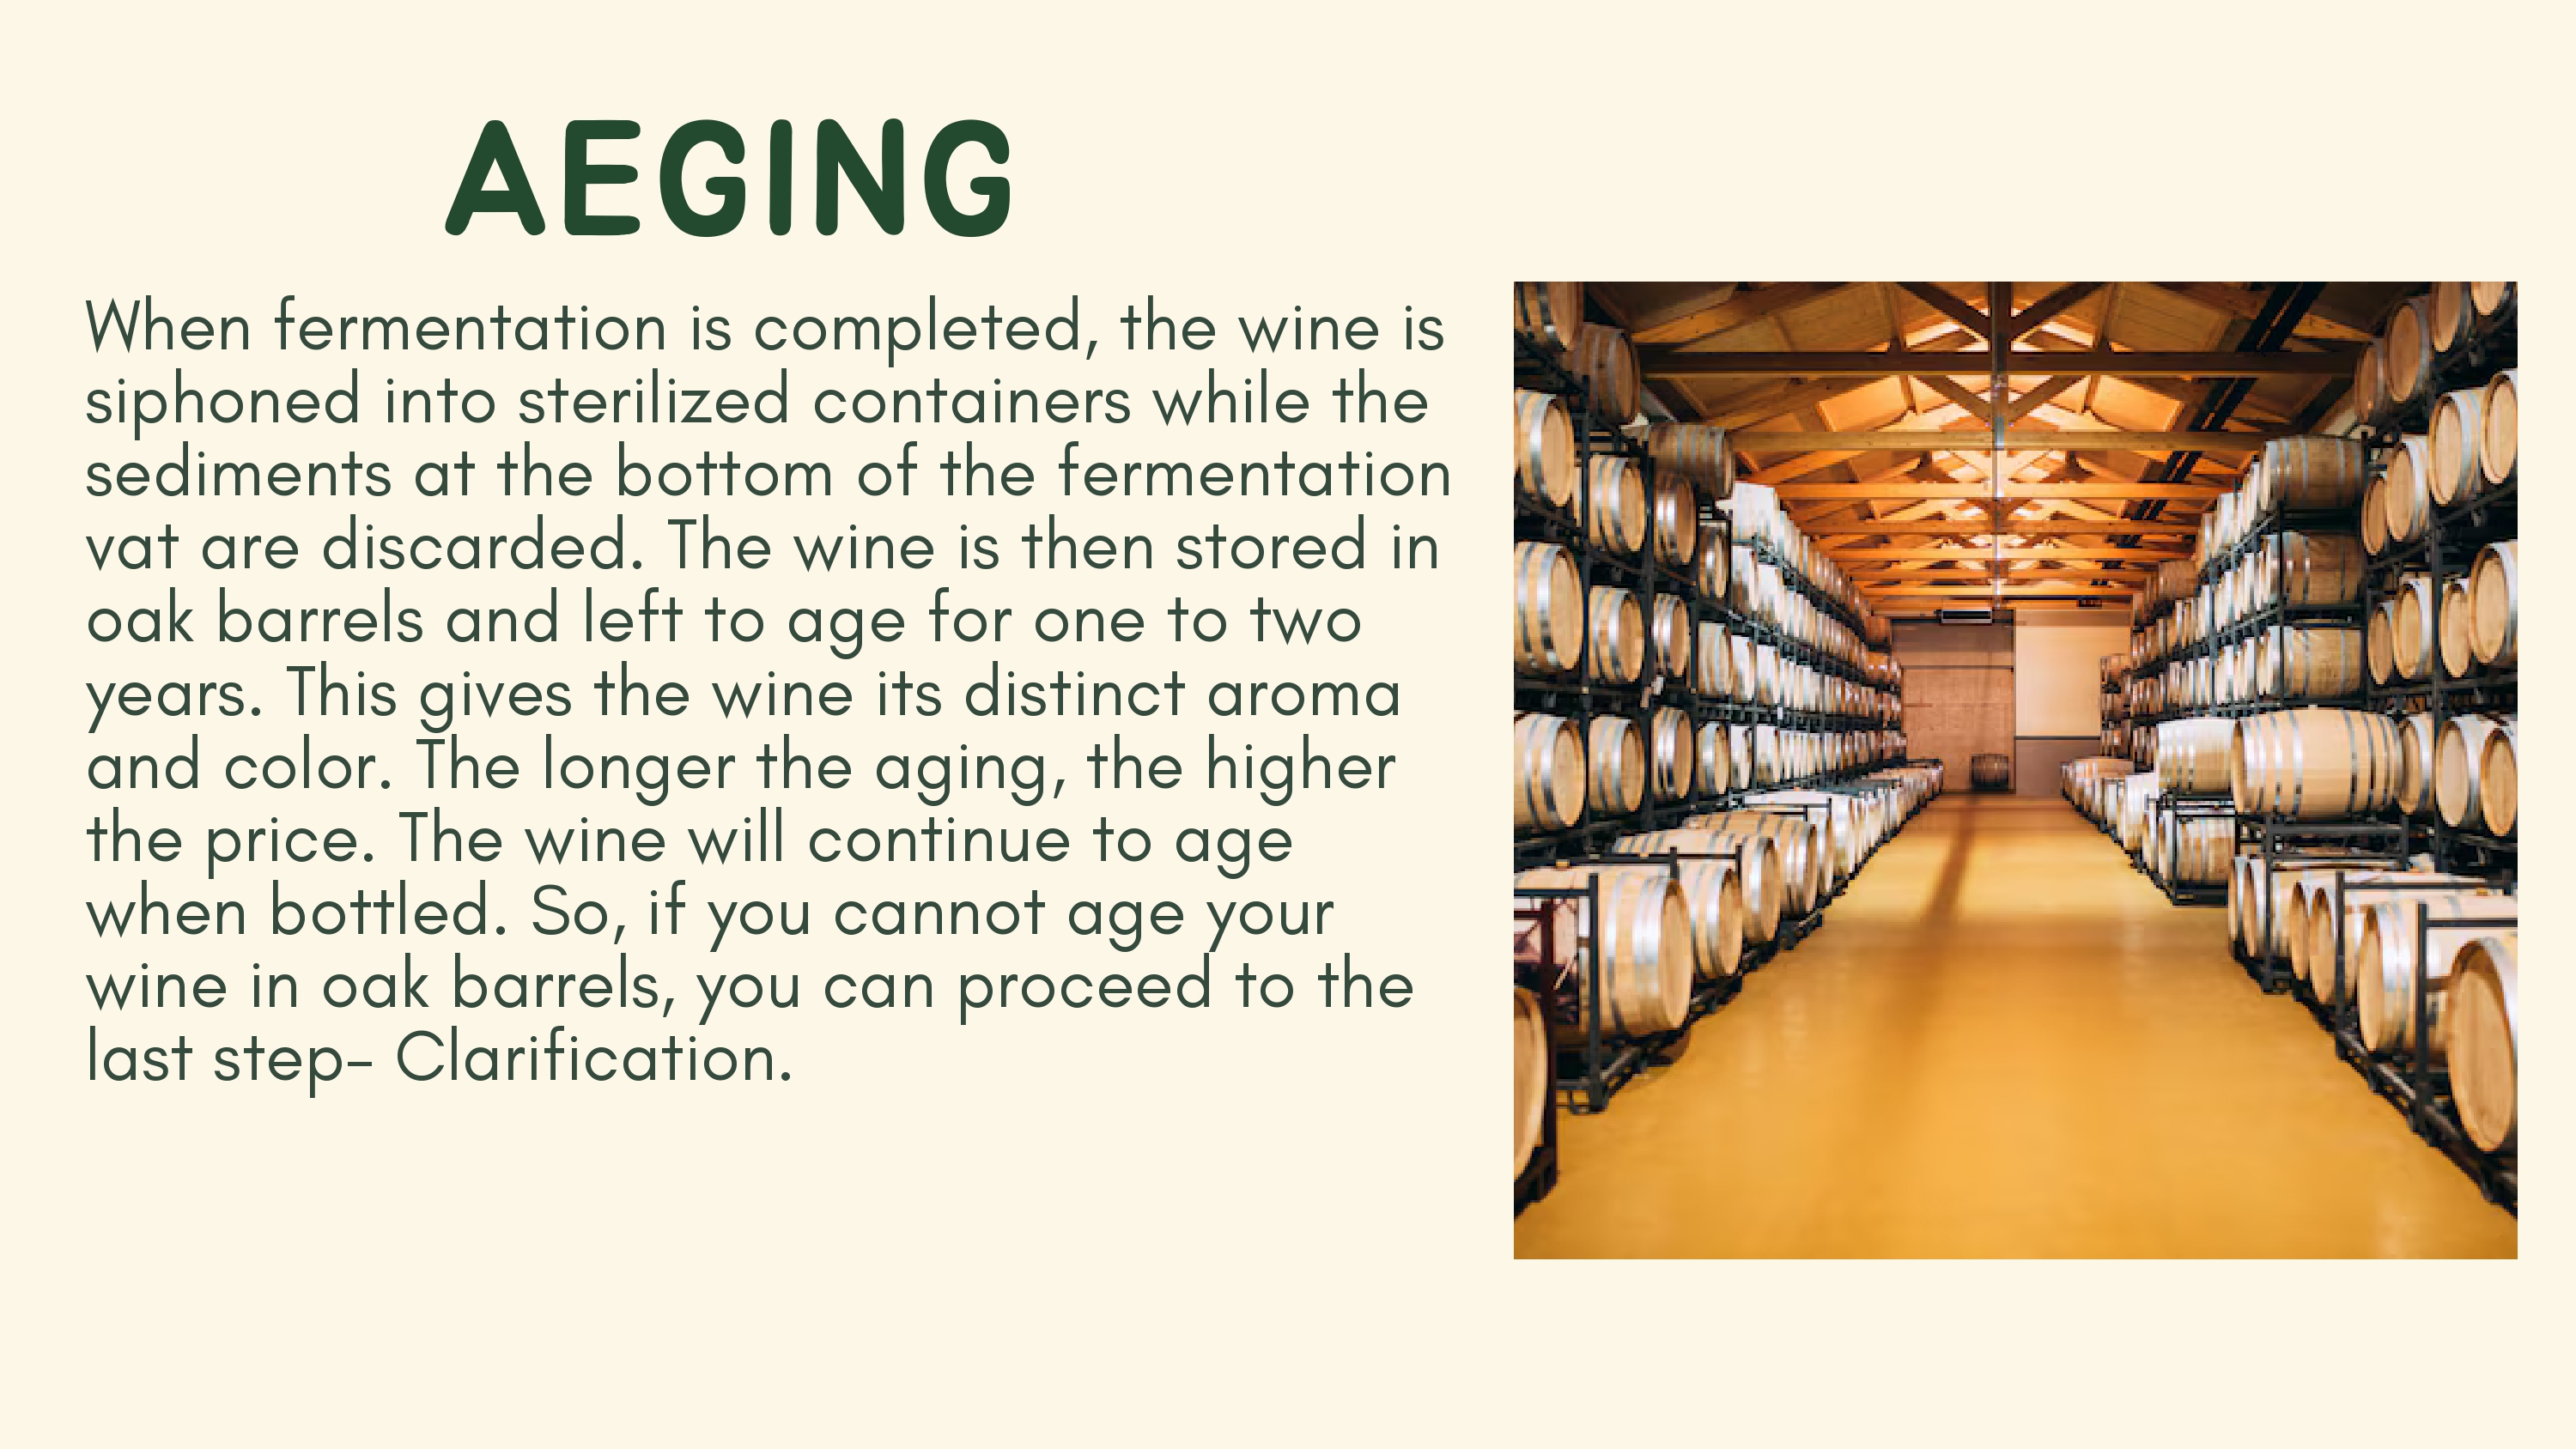 AEGING
When fermentation is completed, the wine is
siphoned into sterilized containers while the
sediments at the bottom of the fermentation
vat are discarded. The wine is then stored in
oak barrels and left to age for one to two
years. This gives the wine its distinct aroma
and color. The longer the aging, the higher
the price. The wine will continue to age
when bottled. So, if you cannot age your
wine in oak barrels, you can proceed to the
last step- Clarification.